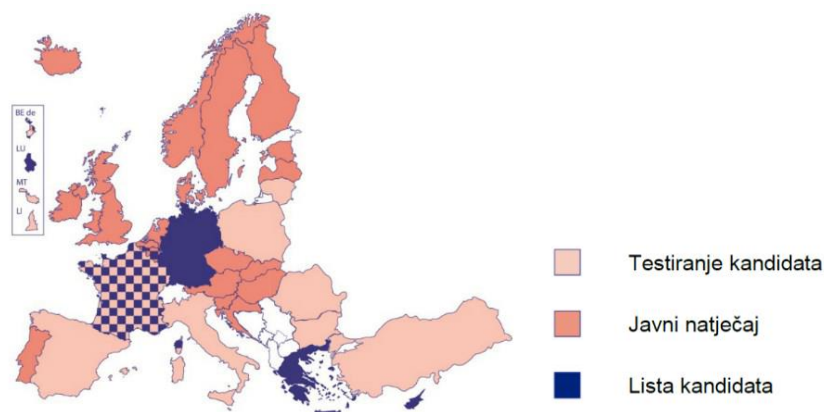 BE de
LU
MT
LI
Testiranje kandidata
Javni natječaj
Lista kandidata